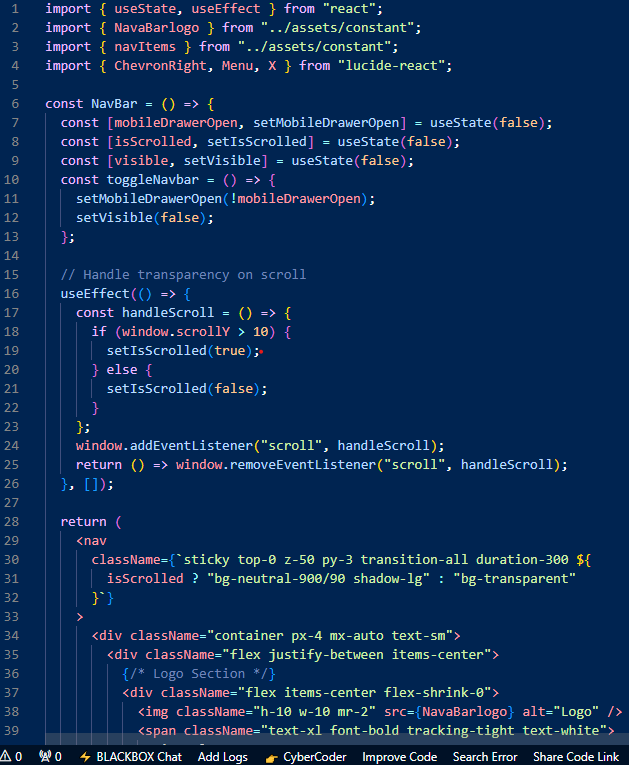 1 import { useState, useEffect } from "react";
2 import { NavaBarlogo } from "../assets/constant";
3 import { navItems } from "../assets/constant";
4 import { ChevronRight, Menu, X } from "lucide-react";
5
6 const NavBar = () => {
7   const [mobileDrawerOpen, setMobileDrawerOpen] = useState(false);
8   const [isScrolled, setIsScrolled] = useState(false);
9   const [visible, setVisible] = useState(false);
10   const toggleNavbar = () => {
11     setMobileDrawerOpen(!mobileDrawerOpen);
12     setVisible(false);
13   };
14
15   // Handle transparency on scroll
16   useEffect(() => {
17     const handleScroll = () => {
18       if (window.scrollY > 10) {
19         setIsScrolled(true);
20       } else {
21         setIsScrolled(false);
22       }
23     };
24     window.addEventListener("scroll", handleScroll);
25     return () => window.removeEventListener("scroll", handleScroll);
26   }, []);
27
28   return (
29     <nav
30       className={`sticky top-0 z-50 py-3 transition-all duration-300 ${
31         isScrolled ? "bg-neutral-900/90 shadow-lg" : "bg-transparent"
32       }`}
33     >
34       <div className="container px-4 mx-auto text-sm">
35         <div className="flex justify-between items-center">
36           {/* Logo Section */}
37           <div className="flex items-center flex-shrink-0">
38             <img className="h-10 w-10 mr-2" src={NavaBarlogo} alt="Logo" />
39             <span className="text-xl font-bold tracking-tight text-white">
0 0 BLACKBOX Chat Add Logs CyberCoder Improve Code Search Error Share Code Link